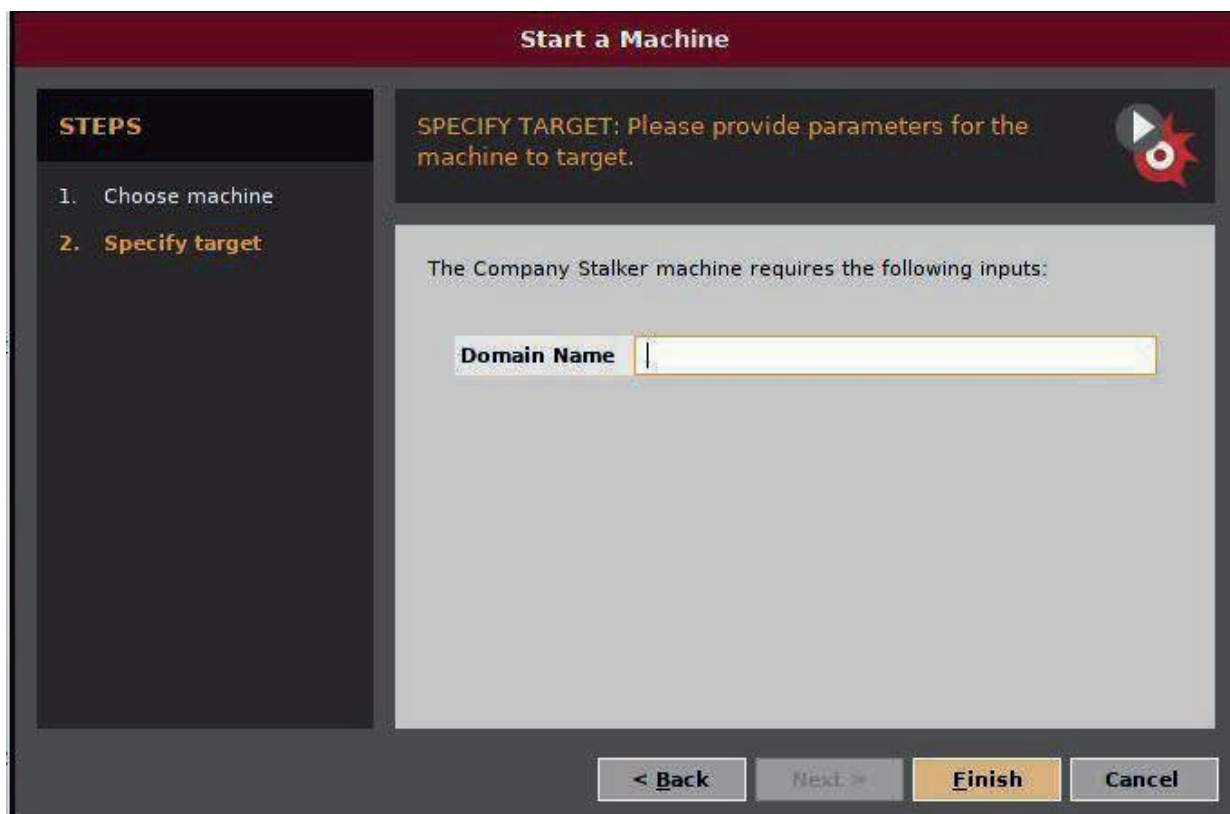 Start a Machine
STEPS
1. Choose machine
2. Specify target
SPECIFY TARGET: Please provide parameters for the
machine to target.
The Company Stalker machine requires the following inputs:
Domain Name
< Back
Next >
Finish
Cancel